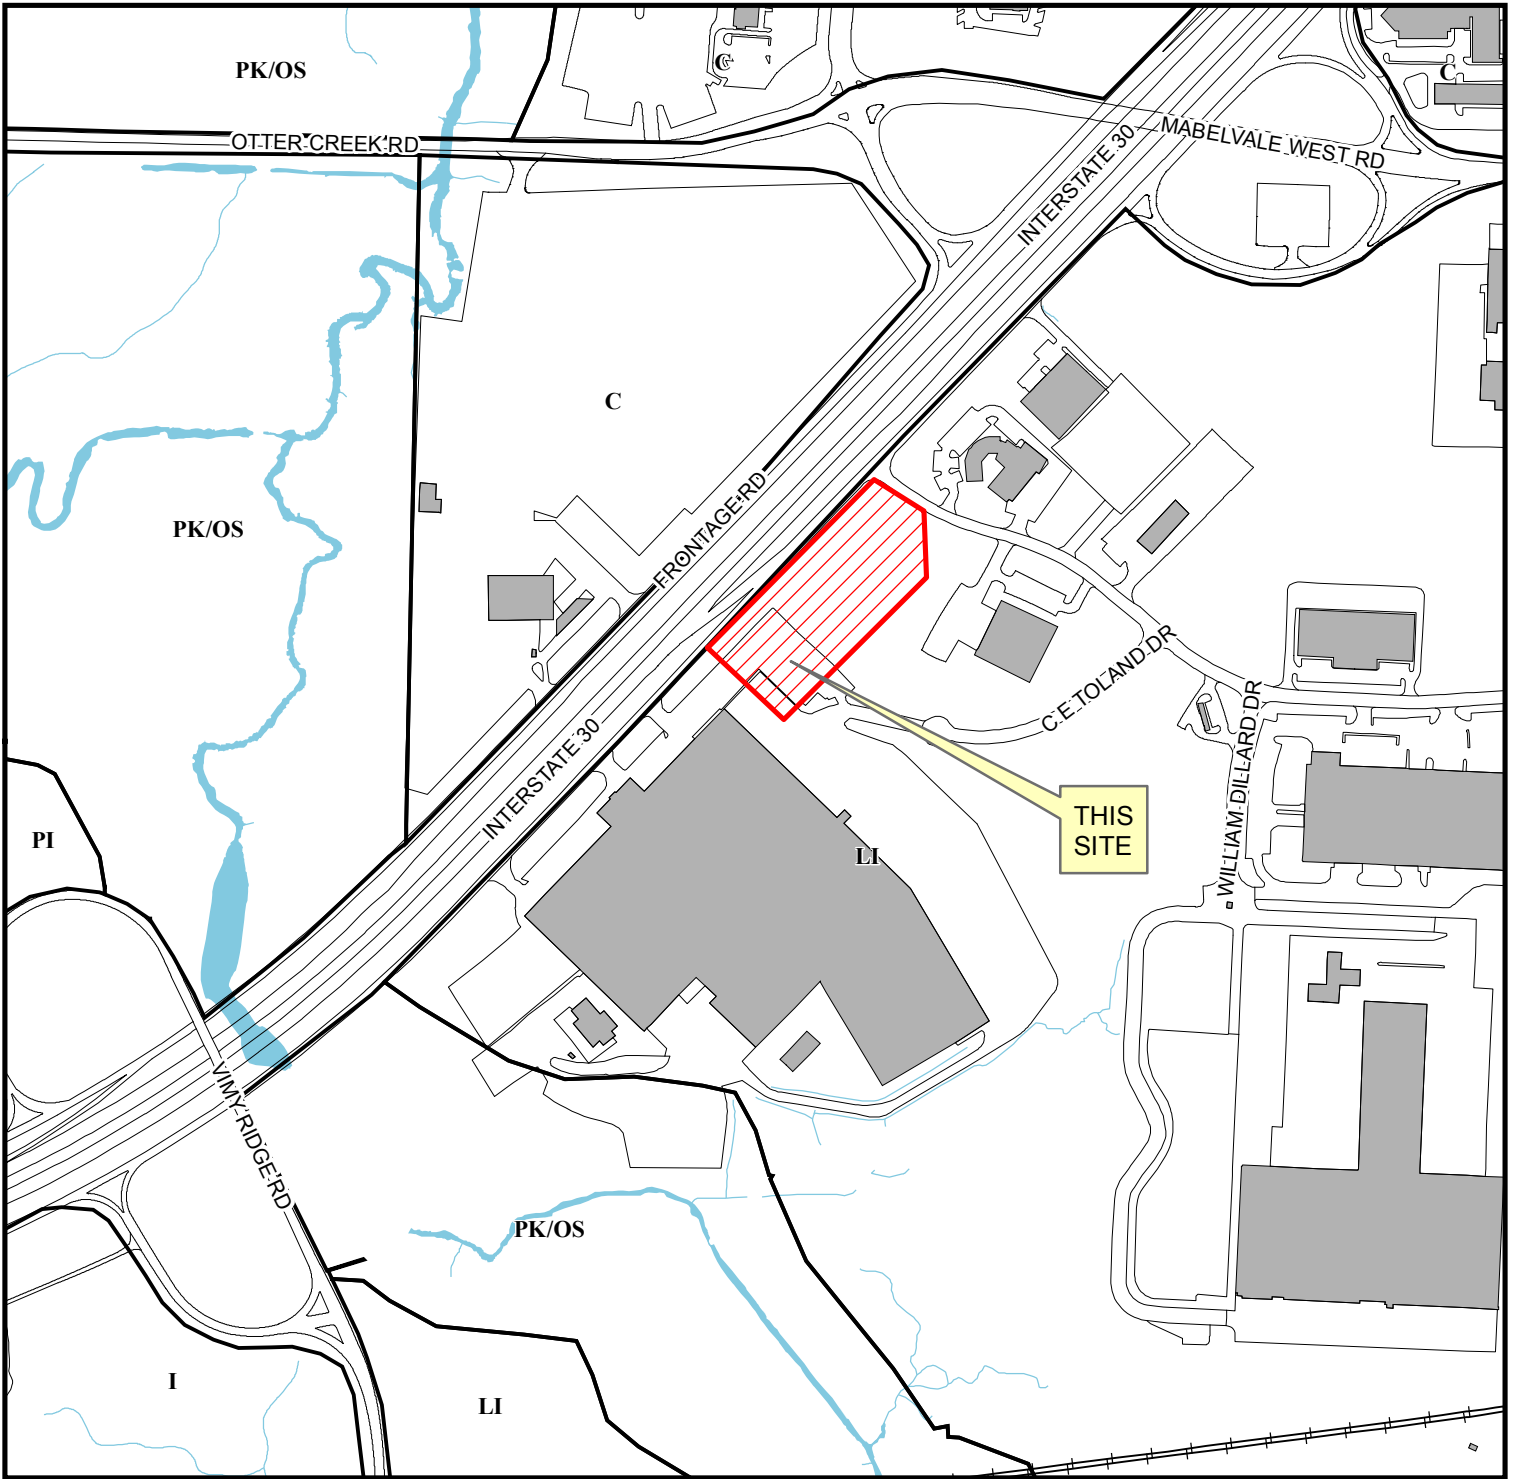 PK/OS
C
C
OTTER CREEK RD
MABELVALE WEST RD
INTERSTATE 30
C
FRONTAGE RD
PK/OS
C E TOLAND DR
WILLIAM DILLARD DR
INTERSTATE 30
THIS
SITE
PI
LI
VIMY RIDGE RD
PK/OS
I
LI